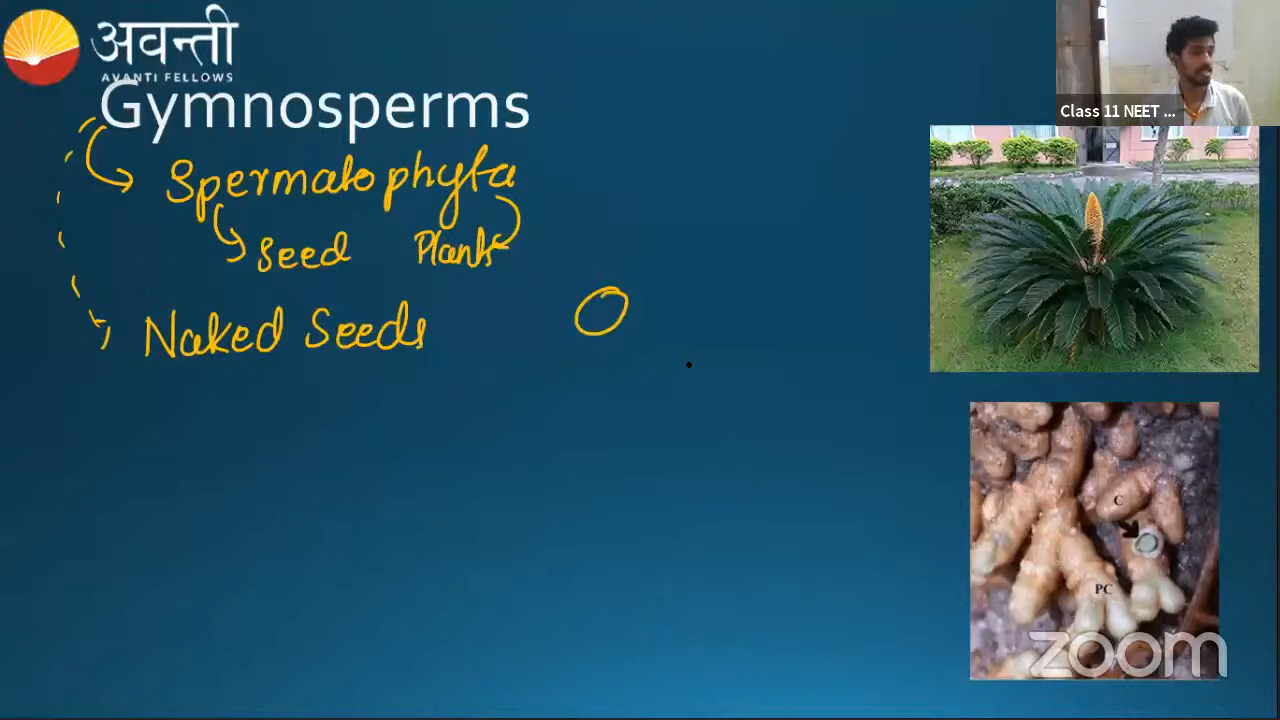 अवन्ती
AVANTI FELLOWS
Gymnosperms
Spermatophyta
Seed Plants
Naked Seeds
Class 11 NEET ...
C
PC
zoom